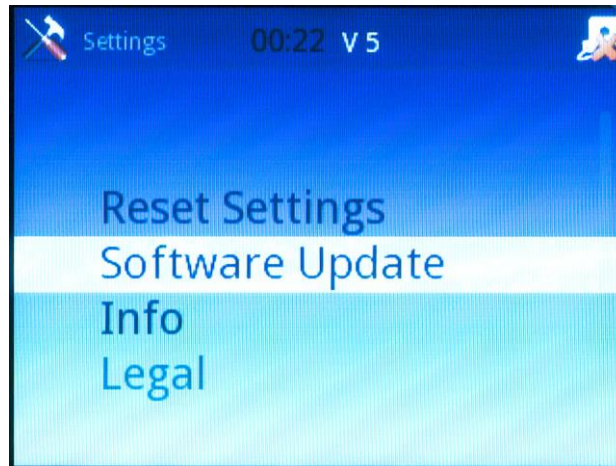 Settings 00:22 V 5
Reset Settings
Software Update
Info
Legal